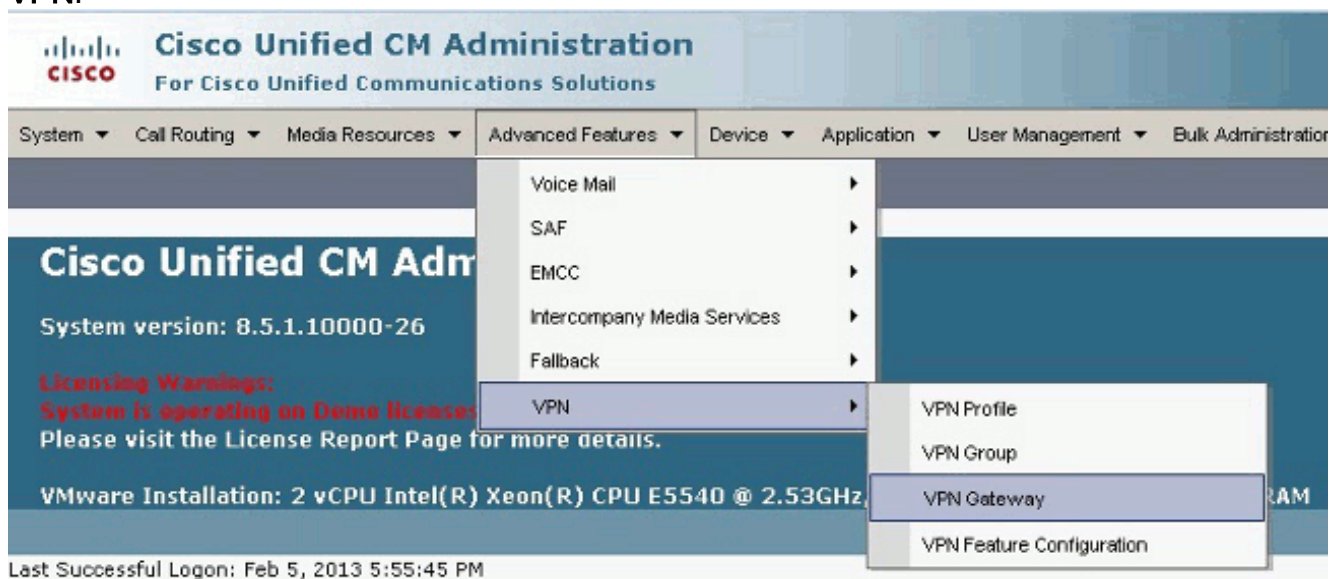 VPN.
CISCO
Cisco Unified CM Administration
For Cisco Unified Communications Solutions
System Call Routing Media Resources Advanced Features Device Application User Management Bulk Administration
Voice Mail
SAF
EMCC
Intercompany Media Services
Fallback
VPN
VPN Profile
VPN Group
VPN Gateway
VPN Feature Configuration
Cisco Unified CM Adm
System version: 8.5.1.10000-26
Licensing Warnings:
System is operating on Demo licenses
Please visit the License Report Page for more details.
VMware Installation: 2 vCPU Intel(R) Xeon(R) CPU E5540 @ 2.53GHz, RAM
Last Successful Logon: Feb 5, 2013 5:55:45 PM